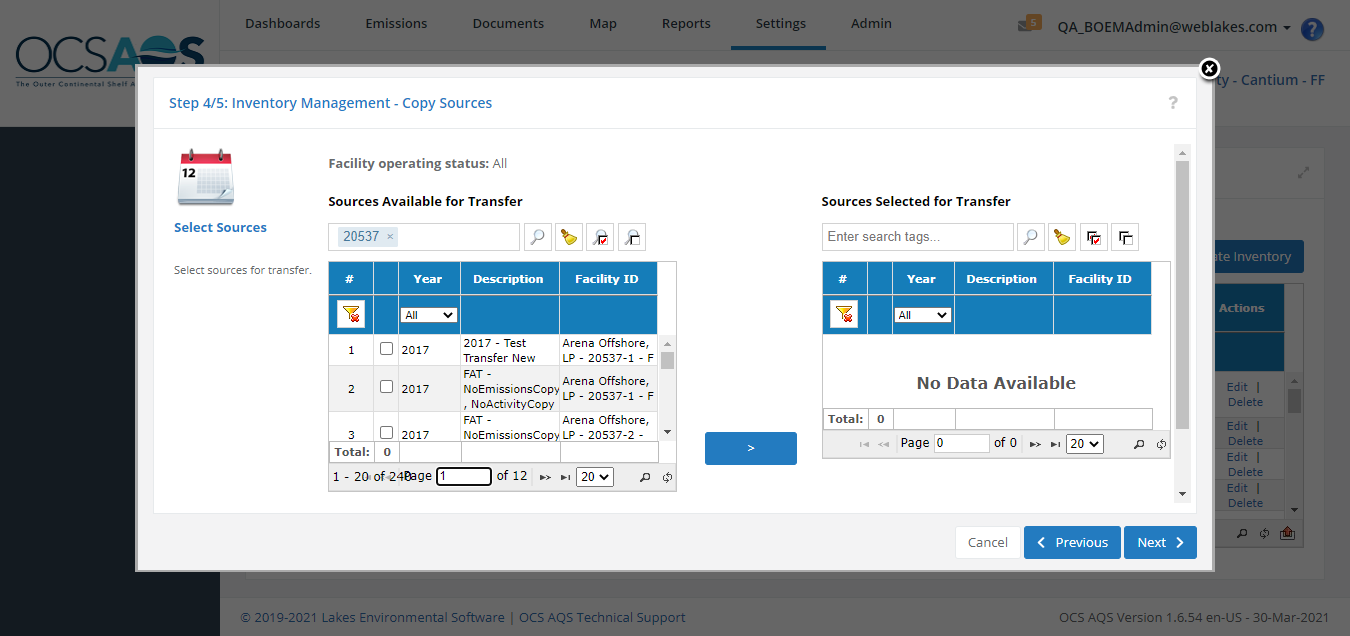 Dashboards Emissions Documents Map Reports Settings Admin 5 QA_BOEMAdmin@weblakes.com ?
OCSAQS
The Outer Continental Shelf A
ty - Cantium - FF
Step 4/5: Inventory Management - Copy Sources ?
12
Select Sources
Select sources for transfer.
Facility operating status: All
Sources Available for Transfer
20537 ×
# Year Description Facility ID
All
1 2017 2017 - Test Transfer New Arena Offshore, LP - 20537-1 - F
2 2017 FAT - NoEmissionsCopy , NoActivityCopy Arena Offshore, LP - 20537-1 - F
3 2017 FAT - NoEmissionsCopy Arena Offshore, LP - 20537-2 -
Total: 0
1 - 20 of 240 Page 1 of 12 20
>
Sources Selected for Transfer
Enter search tags...
# Year Description Facility ID
All
No Data Available
Total: 0
Page 0 of 0 20
te Inventory
Actions
Edit |
Delete
Edit |
Delete
Edit |
Delete
Edit |
Delete
Cancel Previous Next
© 2019-2021 Lakes Environmental Software | OCS AQS Technical Support
OCS AQS Version 1.6.54 en-US - 30-Mar-2021